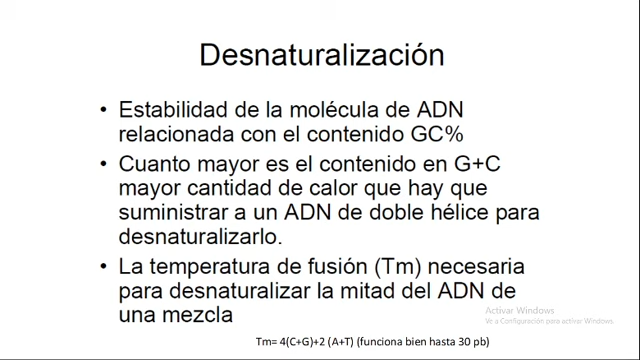 Desnaturalización
• Estabilidad de la molécula de ADN
relacionada con el contenido GC%
• Cuanto mayor es el contenido en G+C
mayor cantidad de calor que hay que
suministrar a un ADN de doble hélice para
desnaturalizarlo.
• La temperatura de fusión (Tm) necesaria
para desnaturalizar la mitad del ADN de
una mezcla
Activar Windows
Ve a Configuración para activar Windows.
Tm= 4(C+G)+2 (A+T) (funciona bien hasta 30 pb)